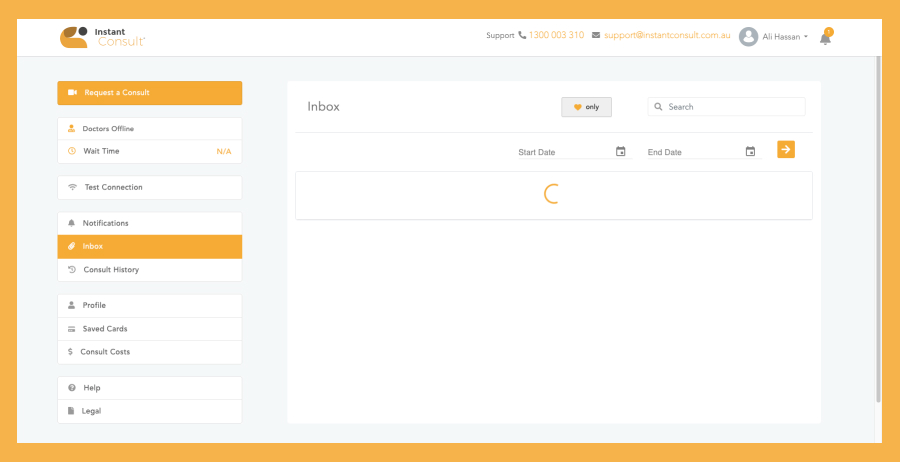 Instant
Consult
Support 1300 003 310 support@instantconsult.com.au Ali Hassan
Request a Consult
Doctors Offline
Wait Time N/A
Test Connection
Notifications
Inbox
Consult History
Profile
Saved Cards
$ Consult Costs
Help
Legal
Inbox only Search
Start Date End Date